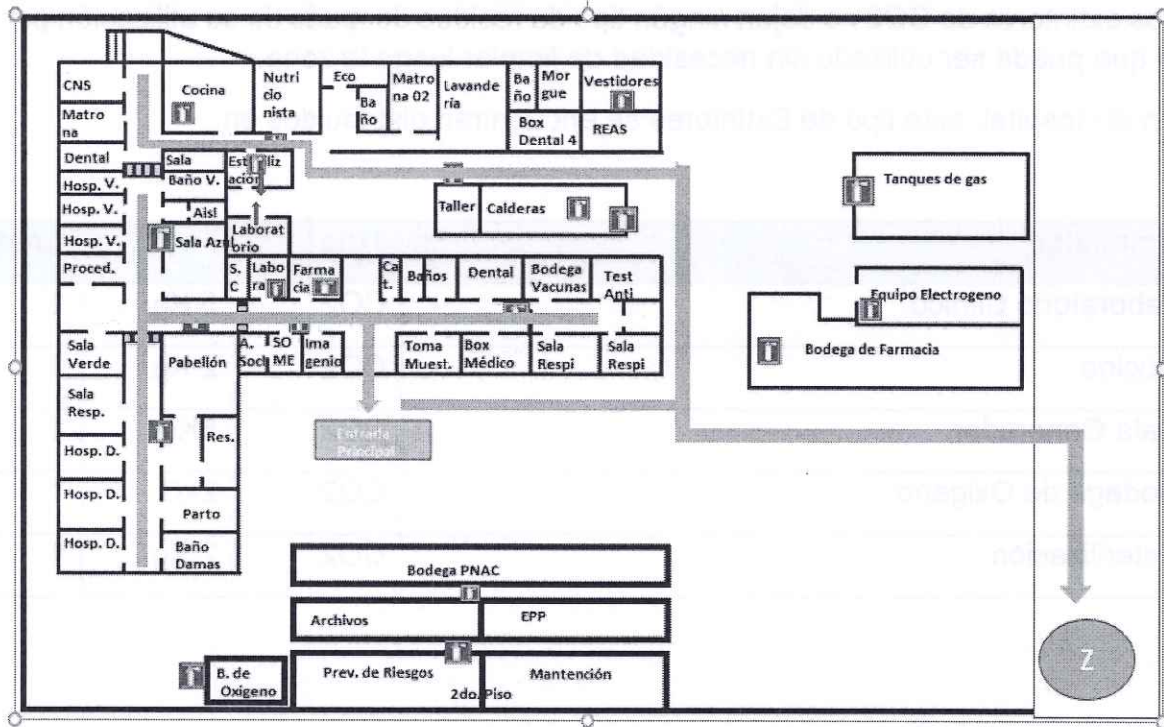 CNS
Cocina
Nutri
cio
nista
Eco
Ba
ño
Matro
na 02
Lavande
ría
Ba
ño
Mor
gue
Vestidores
Box
Dental 4
REAS
Matro
na
Dental
Hosp. V.
Hosp. V.
Hosp. V.
Proced.
Sala
Baño V.
Aisl
Sala Azul
Laborat
orio
Taller
Calderas
Tanques de gas
S.
C
Labo
ra
Farma
cia
Ca
t.
Baños
Dental
Bodega
Vacunas
Test
Anti
Equipo Electrogeno
Bodega de Farmacia
Sala
Verde
Pabellón
A.
Soci
SO
ME
Ima
genio
Toma
Muest.
Box
Médico
Sala
Respi
Sala
Respi
Sala
Resp.
Res.
Entrada
Principal
Hosp. D.
Hosp. D.
Hosp. D.
Parto
Baño
Damas
Bodega PNAC
Archivos
EPP
B. de
Oxigeno
Prev. de Riesgos
Mantención
2do. Piso
Z